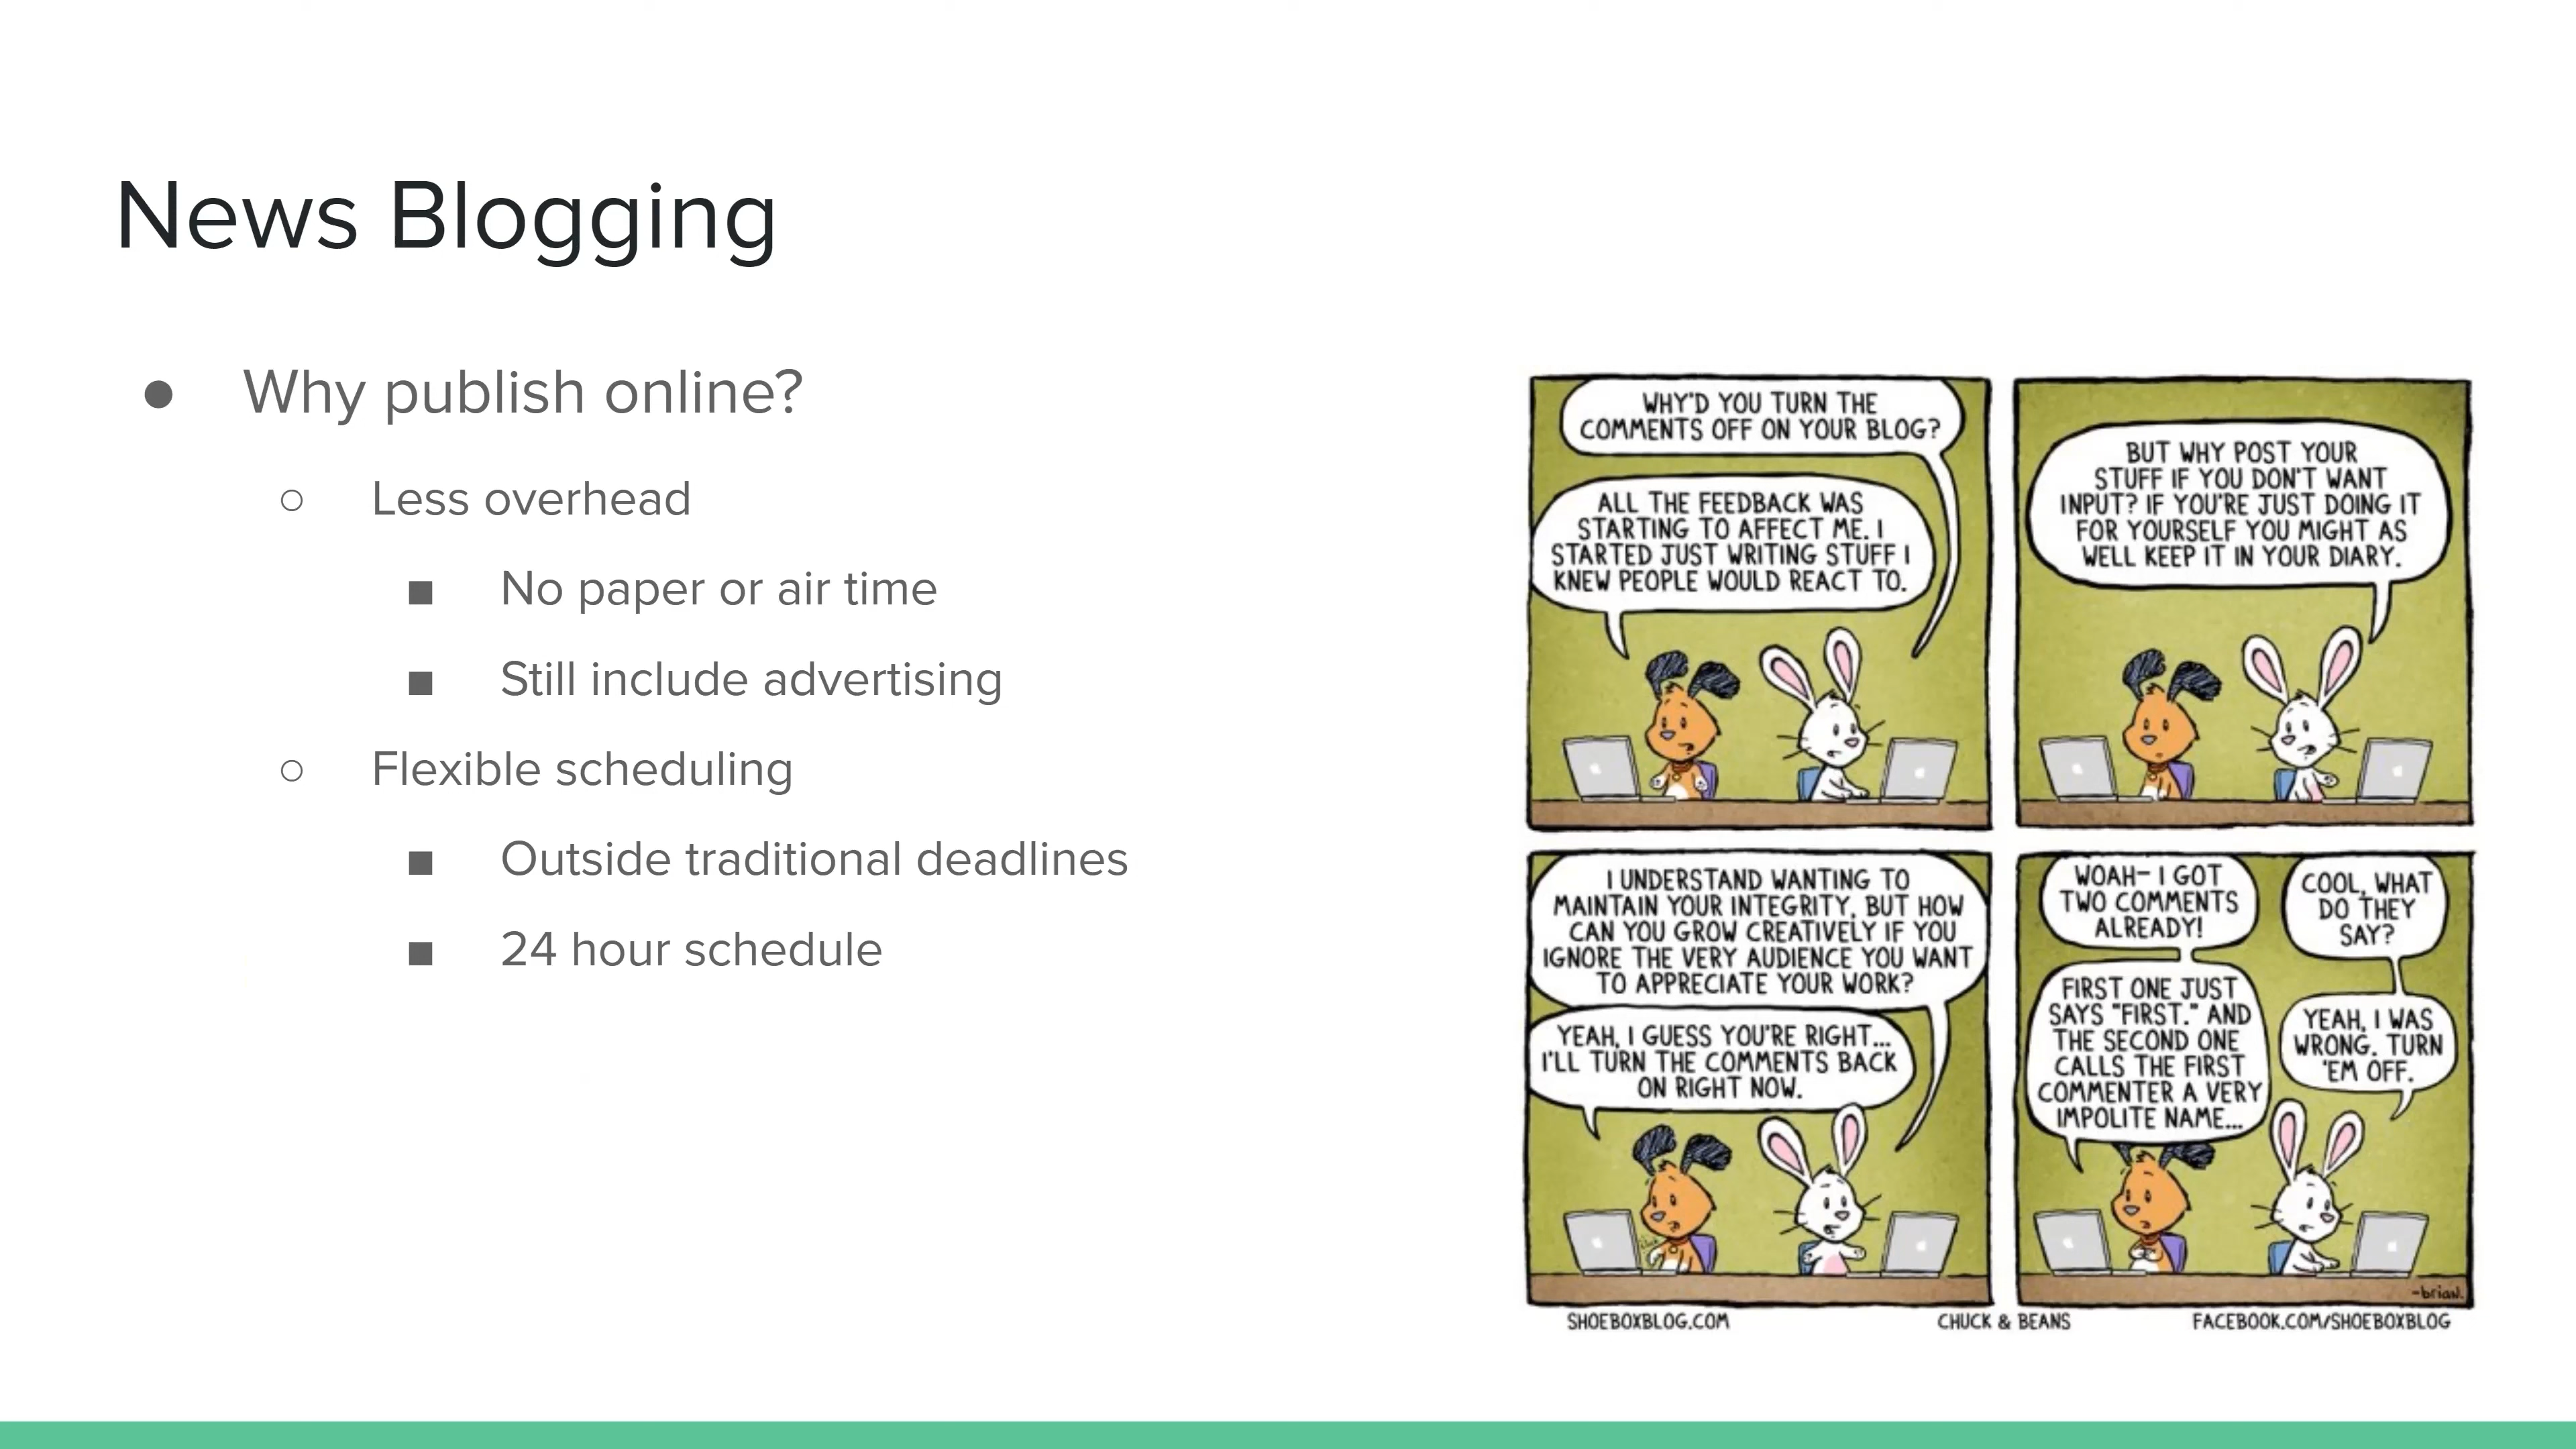 News Blogging
● Why publish online?
○ Less overhead
■ No paper or air time
■ Still include advertising
○ Flexible scheduling
■ Outside traditional deadlines
■ 24 hour schedule
WHY'D YOU TURN THE
COMMENTS OFF ON YOUR BLOG?
ALL THE FEEDBACK WAS
STARTING TO AFFECT ME. I
STARTED JUST WRITING STUFF I
KNEW PEOPLE WOULD REACT TO.
BUT WHY POST YOUR
STUFF IF YOU DON'T WANT
INPUT? IF YOU'RE JUST DOING IT
FOR YOURSELF YOU MIGHT AS
WELL KEEP IT IN YOUR DIARY.
I UNDERSTAND WANTING TO
MAINTAIN YOUR INTEGRITY, BUT HOW
CAN YOU GROW CREATIVELY IF YOU
IGNORE THE VERY AUDIENCE YOU WANT
TO APPRECIATE YOUR WORK?
YEAH, I GUESS YOU'RE RIGHT...
I'LL TURN THE COMMENTS BACK
ON RIGHT NOW.
WOAH- I GOT
TWO COMMENTS
ALREADY!
COOL, WHAT
DO THEY
SAY?
FIRST ONE JUST
SAYS "FIRST." AND
THE SECOND ONE
CALLS THE FIRST
COMMENTER A VERY
IMPOLITE NAME...
YEAH, I WAS
WRONG. TURN
'EM OFF.
-brian.
SHOEBOXBLOG.COM
CHUCK & BEANS
FACEBOOK.COM/SHOEBOXBLOG